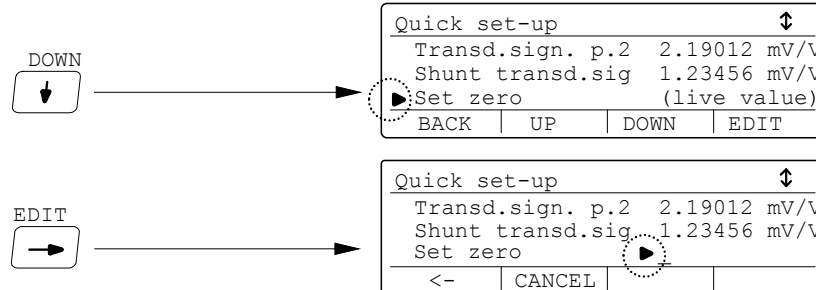 DOWN
Quick set-up
Transd.sign. p.2 2.19012 mV/V
Shunt transd.sig 1.23456 mV/V
Set zero (live value)
BACK UP DOWN EDIT
EDIT
Quick set-up
Transd.sign. p.2 2.19012 mV/V
Shunt transd.sig 1.23456 mV/V
Set zero _
<- CANCEL